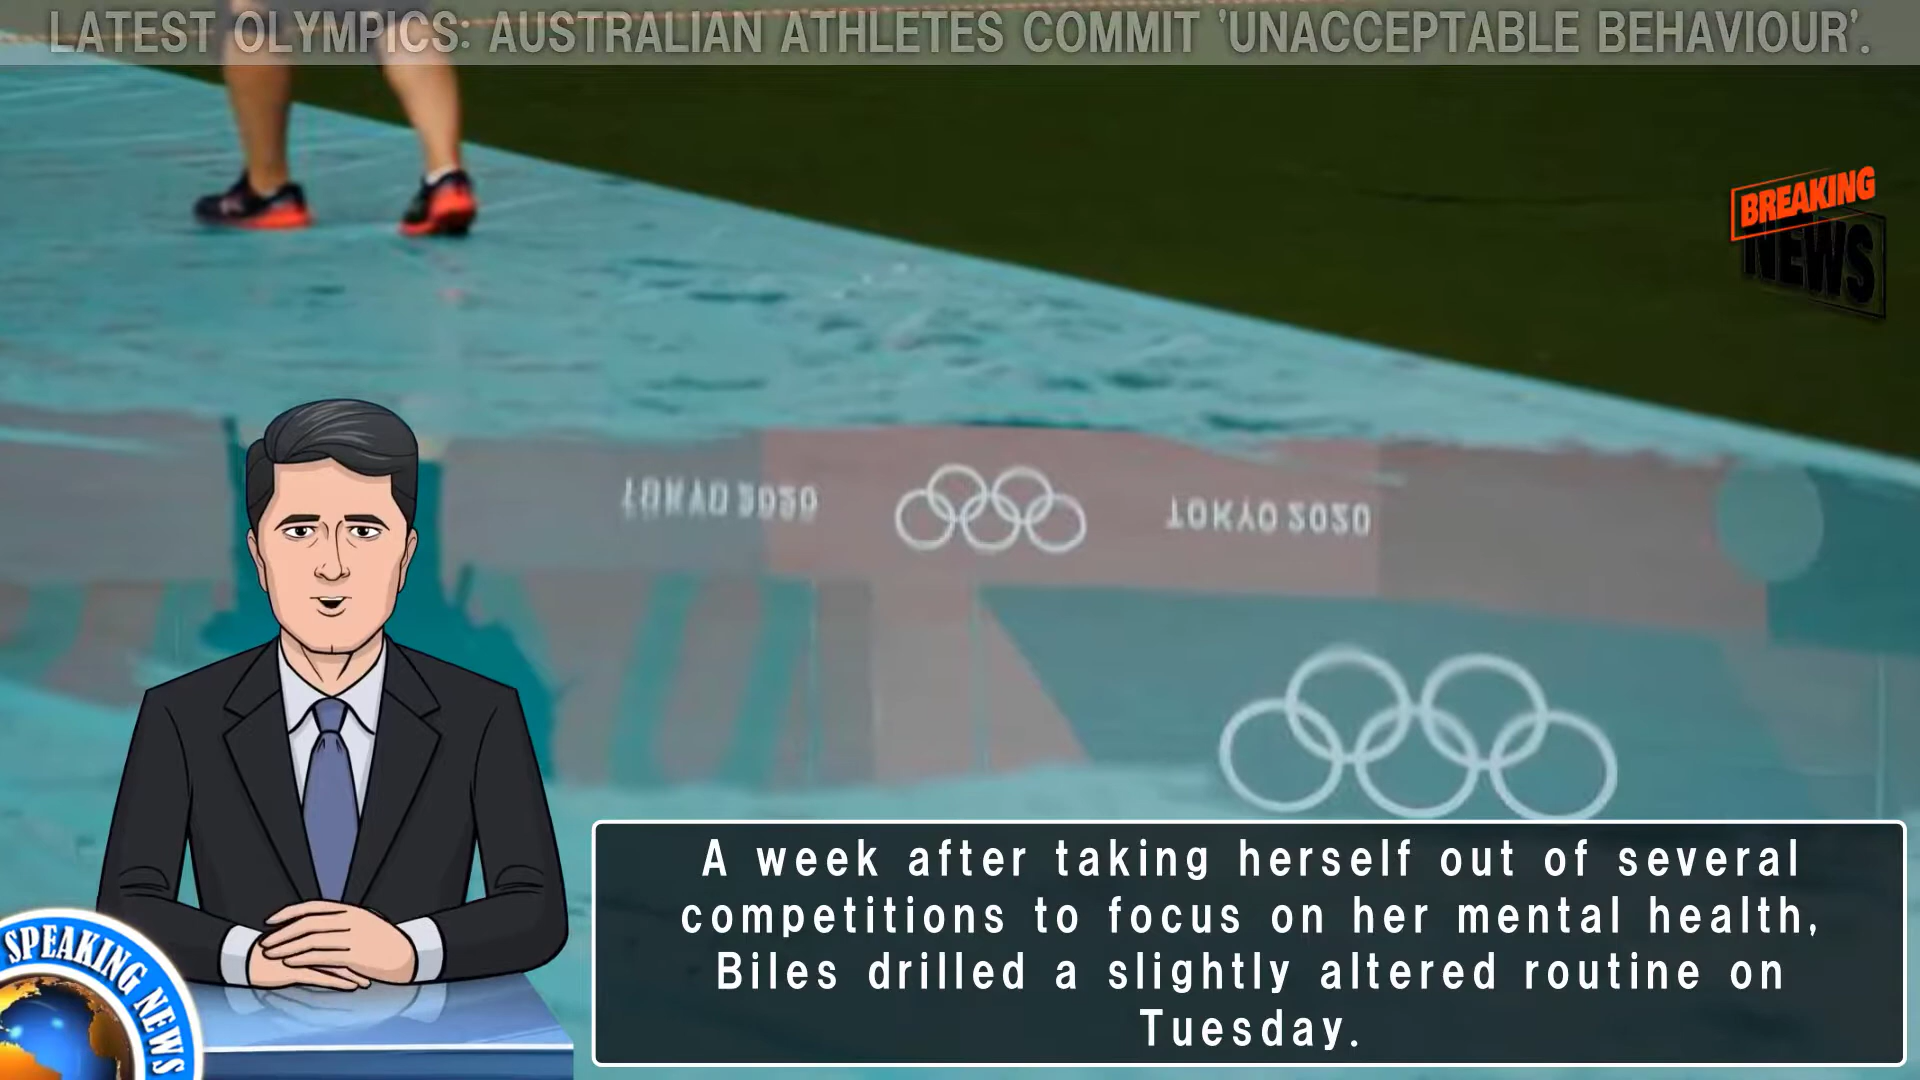 LATEST OLYMPICS: AUSTRALIAN ATHLETES COMMIT 'UNACCEPTABLE BEHAVIOUR'.
BREAKING
NEWS
TOKYO 2020
TOKYO 2020
A week after taking herself out of several
competitions to focus on her mental health,
Biles drilled a slightly altered routine on
Tuesday.
SPEAKING NEWS